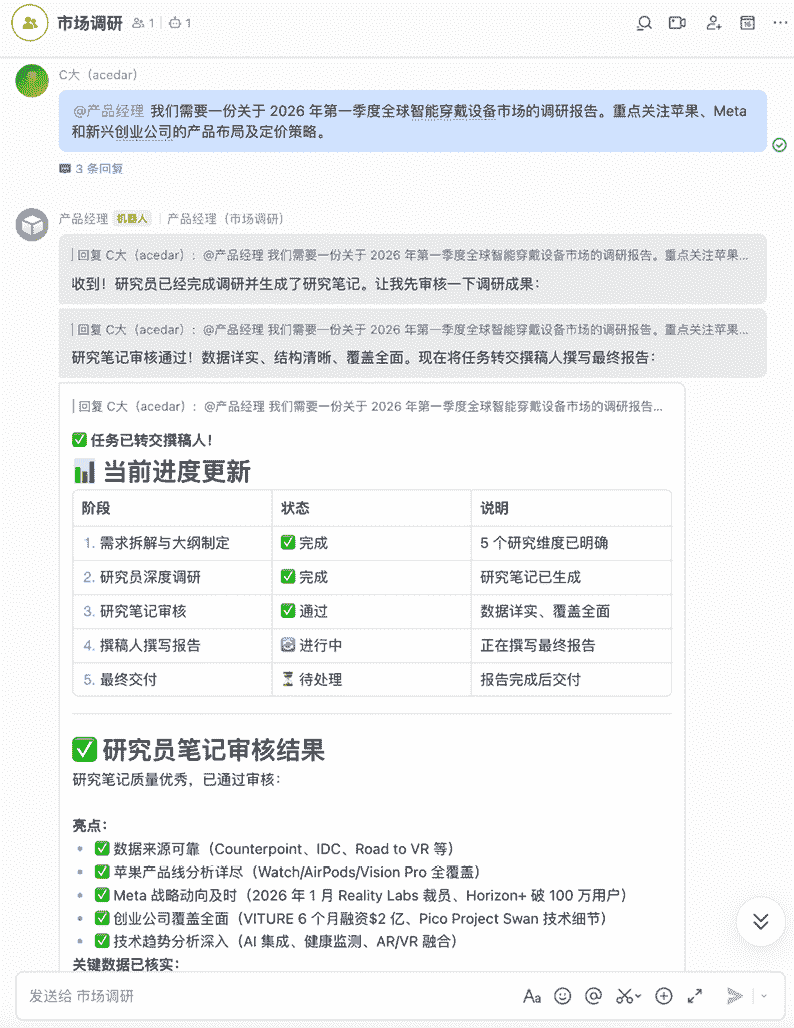 市场调研 1 1
C大（acedar）
@产品经理 我们需要一份关于 2026 年第一季度全球智能穿戴设备市场的调研报告。重点关注苹果、Meta
和新兴创业公司的产品布局及定价策略。
3 条回复
产品经理 机器人 产品经理（市场调研）
回复 C大（acedar）: @产品经理 我们需要一份关于 2026 年第一季度全球智能穿戴设备市场的调研报告。重点关注苹果...
收到！研究员已经完成调研并生成了研究笔记。让我先审核一下调研成果：
回复 C大（acedar）: @产品经理 我们需要一份关于 2026 年第一季度全球智能穿戴设备市场的调研报告。重点关注苹果...
研究笔记审核通过！数据详实、结构清晰、覆盖全面。现在将任务转交撰稿人撰写最终报告：
回复 C大（acedar）: @产品经理 我们需要一份关于 2026 年第一季度全球智能穿戴设备市场的调研报告...
✅ 任务已转交撰稿人！
📊 当前进度更新
阶段 状态 说明
1. 需求拆解与大纲制定 ✅ 完成 5 个研究维度已明确
2. 研究员深度调研 ✅ 完成 研究笔记已生成
3. 研究笔记审核 ✅ 通过 数据详实、覆盖全面
4. 撰稿人撰写报告 🔄 进行中 正在撰写最终报告
5. 最终交付 ⏳ 待处理 报告完成后交付
✅ 研究员笔记审核结果
研究笔记质量优秀，已通过审核：
亮点：
• ✅ 数据来源可靠（Counterpoint、IDC、Road to VR 等）
• ✅ 苹果产品线分析详尽（Watch/AirPods/Vision Pro 全覆盖）
• ✅ Meta 战略动向及时（2026 年 1 月 Reality Labs 裁员、Horizon+ 破 100 万用户）
• ✅ 创业公司覆盖全面（VITURE 6 个月融资$2 亿、Pico Project Swan 技术细节）
• ✅ 技术趋势分析深入（AI 集成、健康监测、AR/VR 融合）
关键数据已核实：
发送给 市场调研 Aa